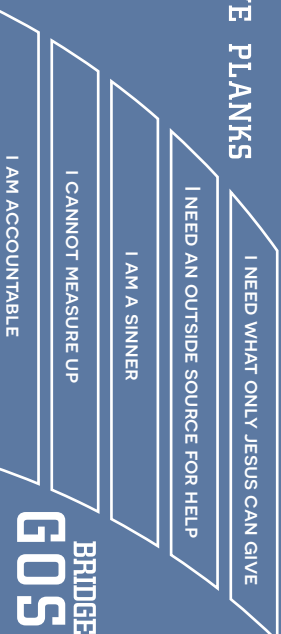 TE PLANKS
I NEED WHAT ONLY JESUS CAN GIVE
I NEED AN OUTSIDE SOURCE FOR HELP
I AM A SINNER
I CANNOT MEASURE UP
I AM ACCOUNTABLE
BRIDGE
GOS